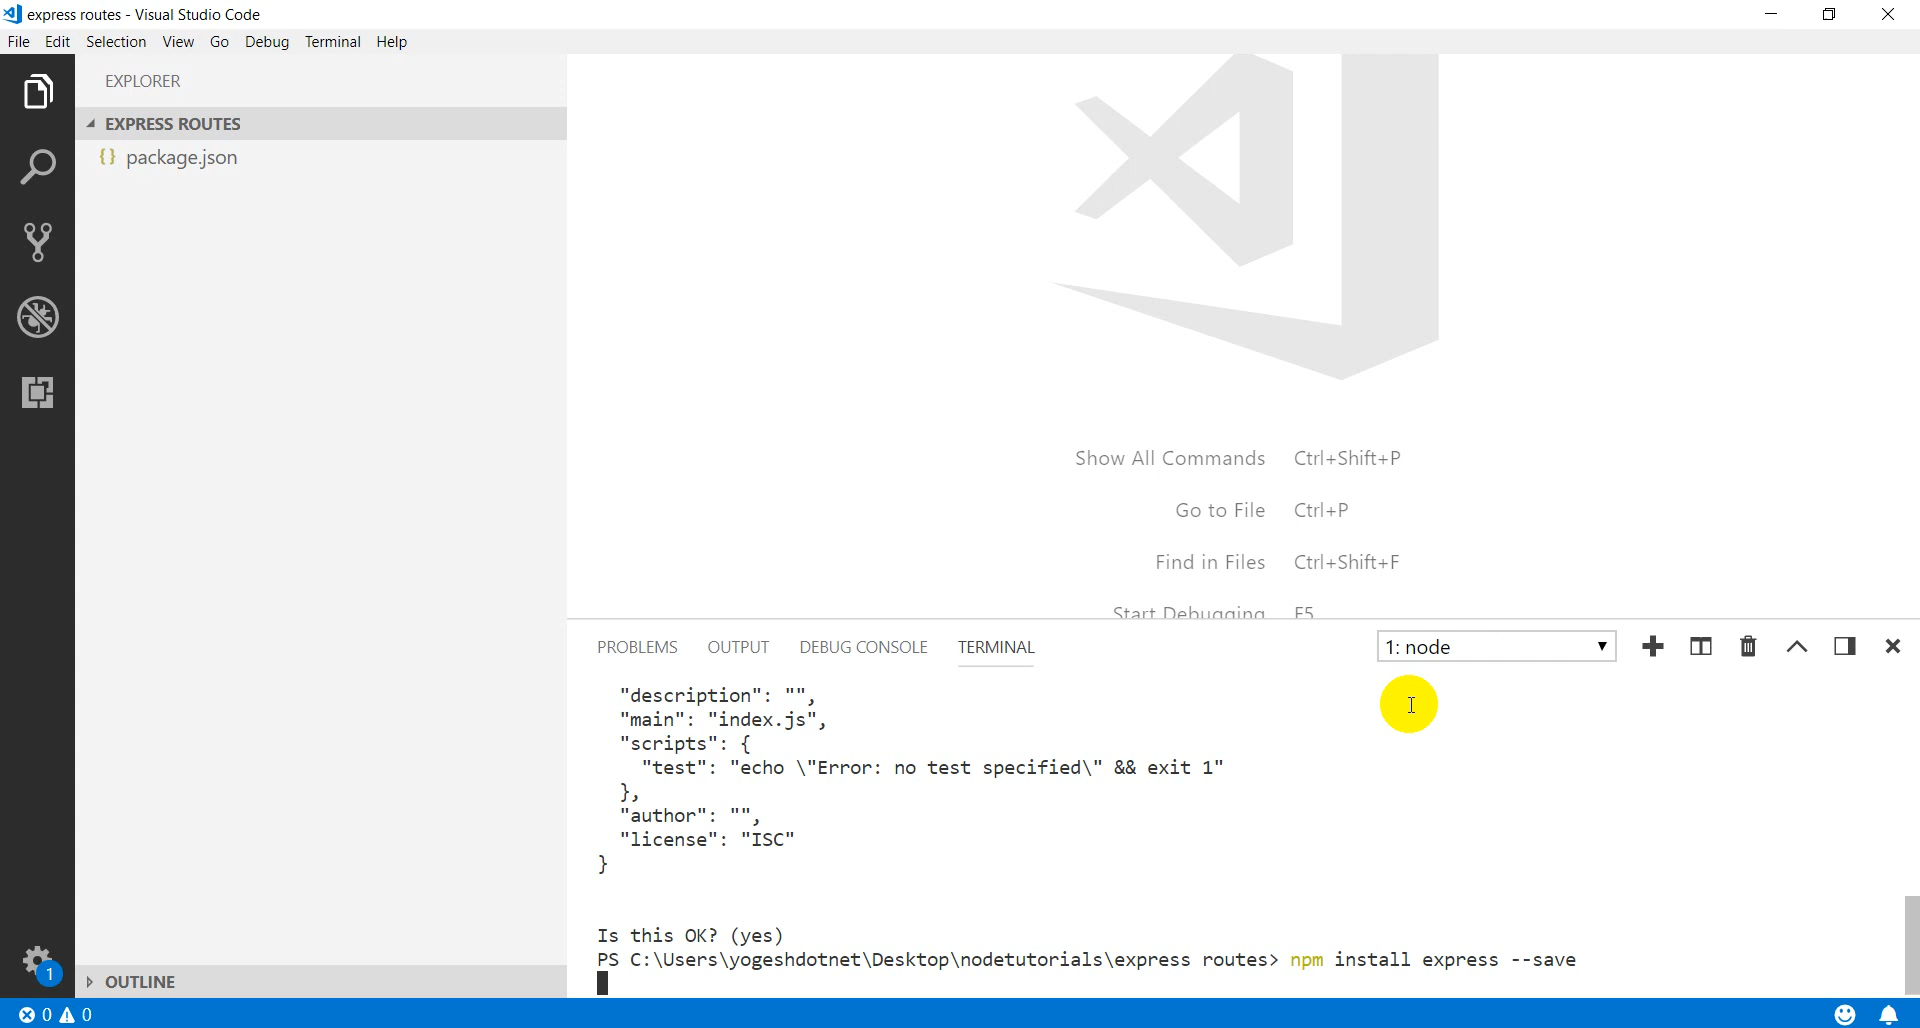 express routes - Visual Studio Code
File Edit Selection View Go Debug Terminal Help
EXPLORER
EXPRESS ROUTES
{} package.json
Show All Commands Ctrl+Shift+P
Go to File Ctrl+P
Find in Files Ctrl+Shift+F
Start Debugging F5
PROBLEMS OUTPUT DEBUG CONSOLE TERMINAL 1: node
"description": "",
"main": "index.js",
"scripts": {
"test": "echo \"Error: no test specified\" && exit 1"
},
"author": "",
"license": "ISC"
}
Is this OK? (yes)
PS C:\Users\yogeshdotnet\Desktop\nodetutorials\express routes> npm install express --save
1
OUTLINE
0 0